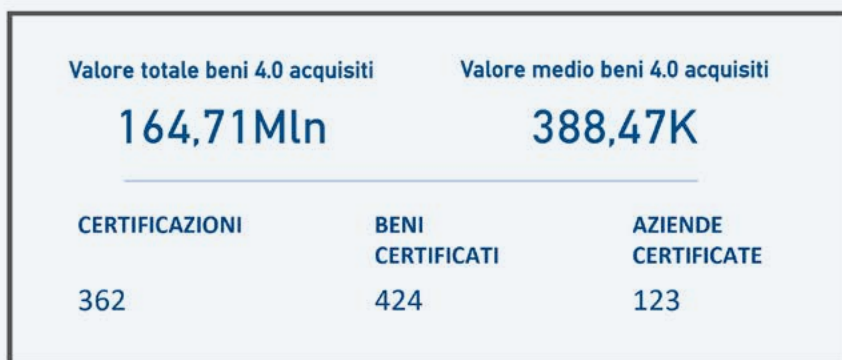 Valore totale beni 4.0 acquisiti
Valore medio beni 4.0 acquisiti
164,71Mln
388,47K
CERTIFICAZIONI
BENI
CERTIFICATI
AZIENDE
CERTIFICATE
362
424
123